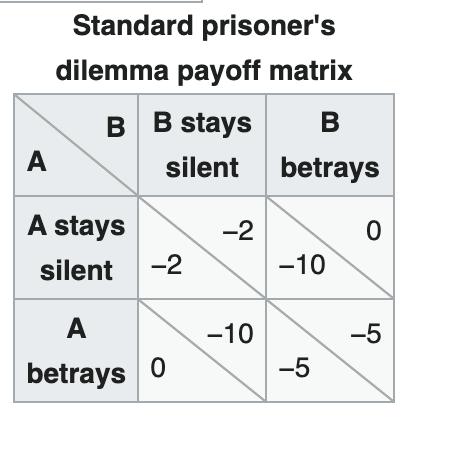 Standard prisoner's
dilemma payoff matrix
B
A
B stays
silent
B
betrays
A stays
silent
−2
−2
0
−10
A
betrays
−10
0
−5
−5